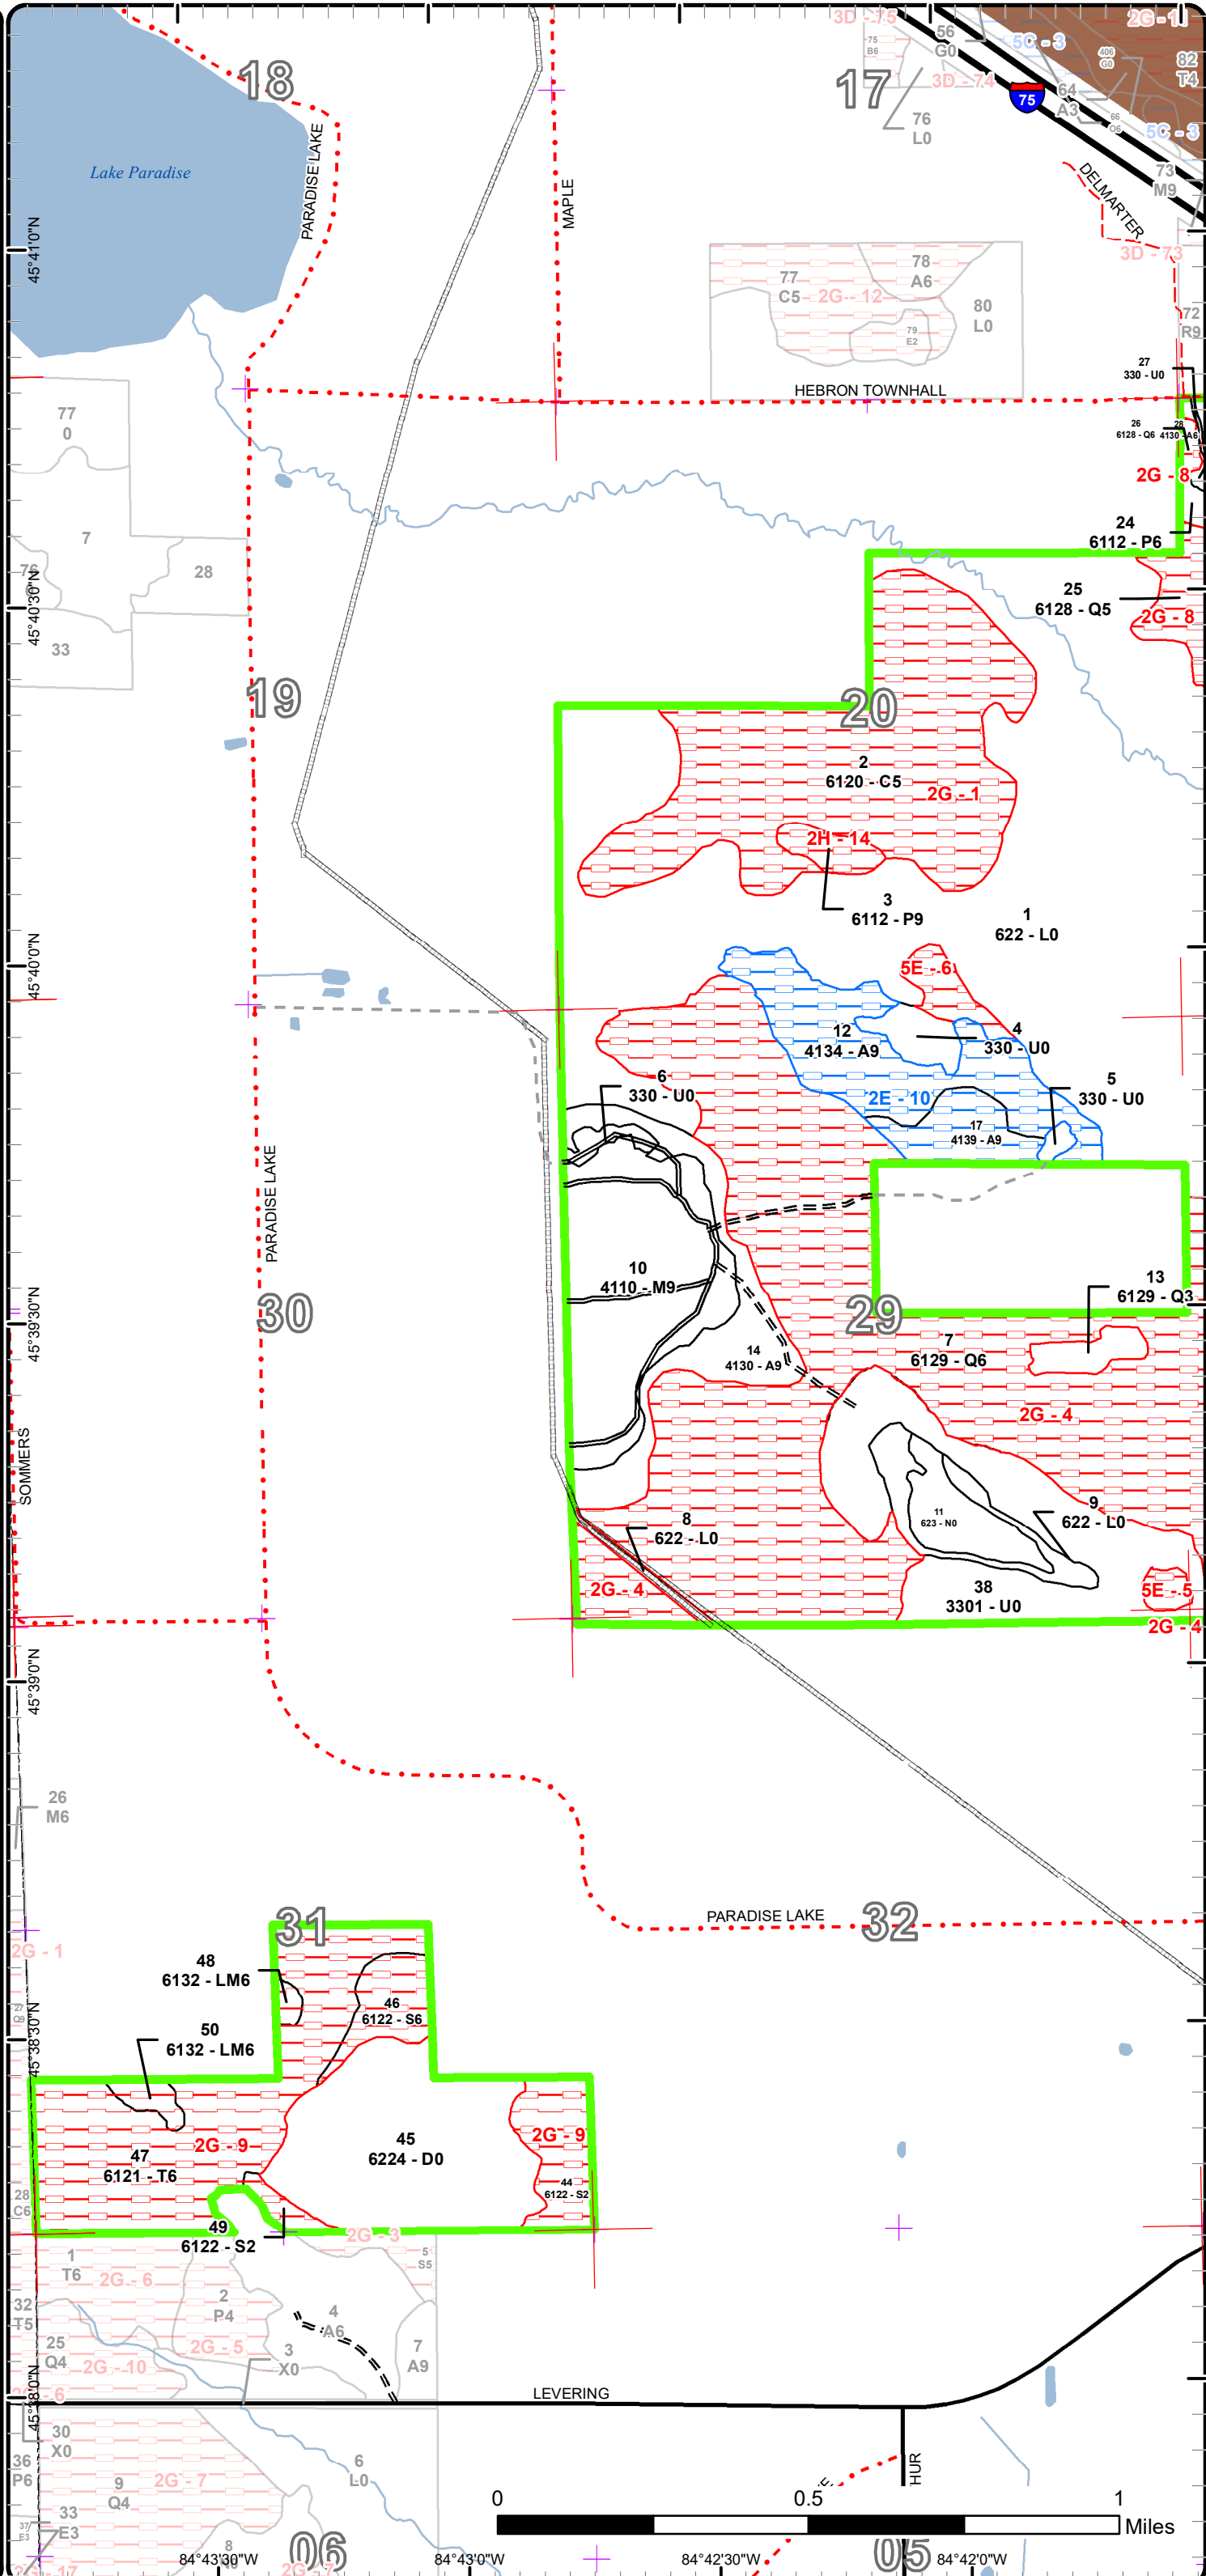 3D - 75
2G - 1
18
17
75
B6
56
G0
5C - 3
406
G0
82
T4
3D - 74
75
64
A3
76
L0
66
O6
5C - 3
Lake Paradise
PARADISE LAKE
MAPLE
DELMARTER
73
M9
45°41'0"N
3D - 73
77
C5
2G - 12
78
A6
80
L0
79
E2
72
R9
27
330 - U0
HEBRON TOWNHALL
77
0
26
6128 - Q6
28
4130 - A6
2G - 8
24
6112 - P6
7
76
28
25
6128 - Q5
2G - 8
45°40'30"N
33
19
20
2
6120 - C5
2G - 1
2H - 14
3
6112 - P9
1
622 - L0
45°40'0"N
5E - 6
12
4134 - A9
4
330 - U0
6
330 - U0
2E - 10
5
330 - U0
17
4139 - A9
PARADISE LAKE
10
4110 - M9
13
6129 - Q3
45°39'30"N
30
29
14
4130 - A9
7
6129 - Q6
2G - 4
SOMMERS
8
622 - L0
11
623 - N0
9
622 - L0
2G - 4
38
3301 - U0
5E - 5
2G - 4
45°39'0"N
26
M6
PARADISE LAKE
31
32
2G - 1
48
6132 - LM6
27
Q9
46
6122 - S6
50
6132 - LM6
45°38'30"N
47
6121 - T6
2G - 9
45
6224 - D0
2G - 9
44
6122 - S2
28
C6
49
6122 - S2
2G - 3
1
T6
2G - 6
5
S5
32
T5
2
P4
4
A6
25
Q4
2G - 5
3
X0
7
A9
2G - 10
45°38'0"N
LEVERING
30
X0
36
P6
9
Q4
2G - 7
6
L0
HUR
33
E3
37
E3
0
0.5
1
Miles
8
06
05
84°43'30"W
84°43'0"W
84°42'30"W
84°42'0"W